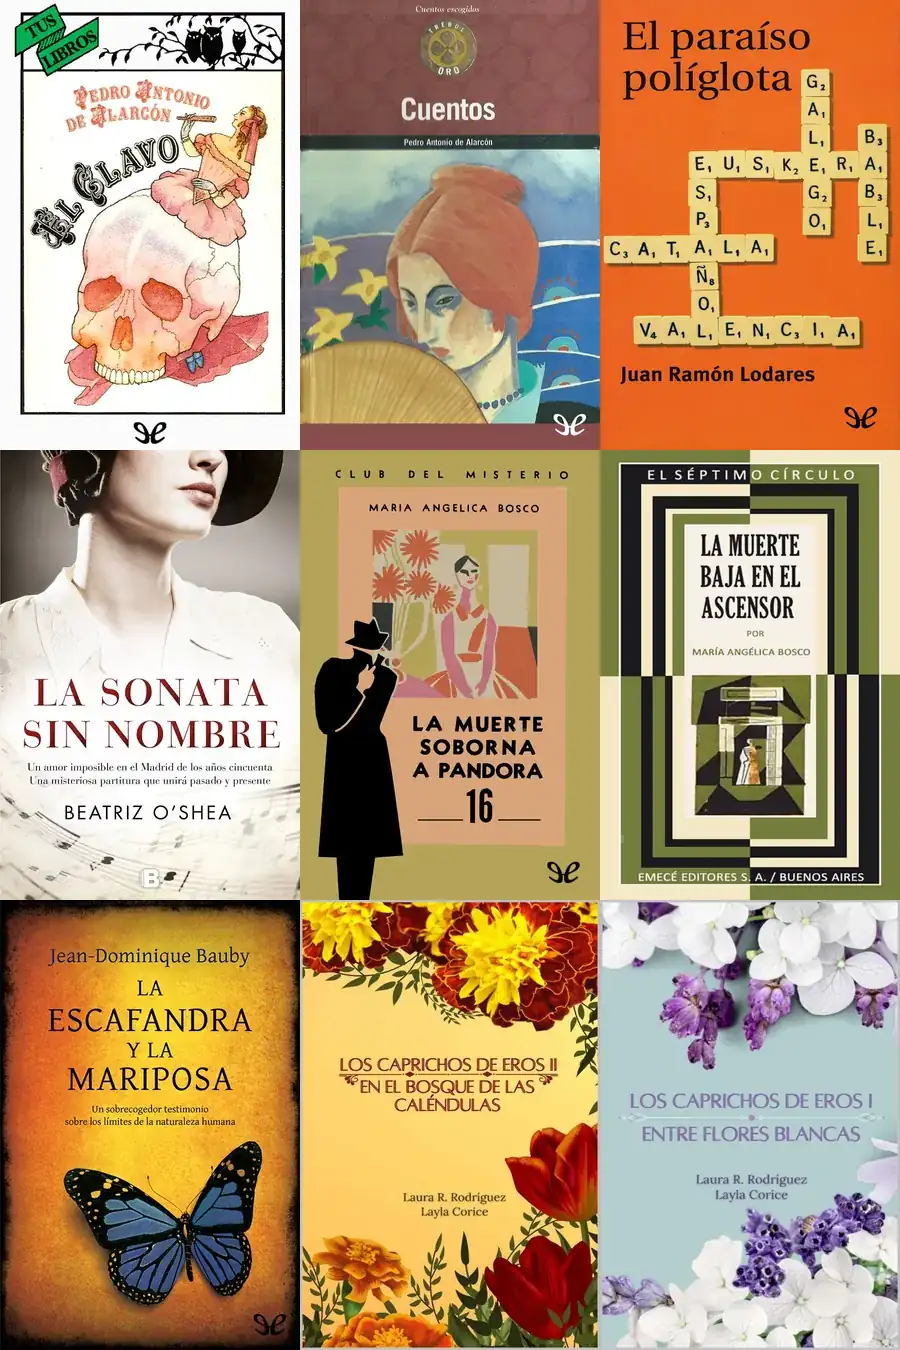 TUS
LIBROS
PEDRO ANTONIO
DE ALARCÓN
EL CLAVO
Cuentos escogidos
TRÉBOL
ORO
Cuentos
Pedro Antonio de Alarcón
El paraíso
políglota
GALEGO
BABLE
EUSKERA
ESPAÑOL
CATALA
VALENCIA
Juan Ramón Lodares
LA SONATA
SIN NOMBRE
Un amor imposible en el Madrid de los años cincuenta
Una misteriosa partitura que unirá pasado y presente
BEATRIZ O'SHEA
B
CLUB DEL MISTERIO
MARIA ANGELICA BOSCO
LA MUERTE
SOBORNA
A PANDORA
16
EL SÉPTIMO CÍRCULO
LA MUERTE
BAJA EN EL
ASCENSOR
POR
MARÍA ANGÉLICA BOSCO
EMECÉ EDITORES S. A. / BUENOS AIRES
Jean-Dominique Bauby
LA
ESCAFANDRA
Y LA
MARIPOSA
Un sobrecogedor testimonio
sobre los límites de la naturaleza humana
LOS CAPRICHOS DE EROS II
EN EL BOSQUE DE LAS
CALÉNDULAS
Laura R. Rodríguez
Layla Corice
LOS CAPRICHOS DE EROS I
ENTRE FLORES BLANCAS
Laura R. Rodríguez
Layla Corice